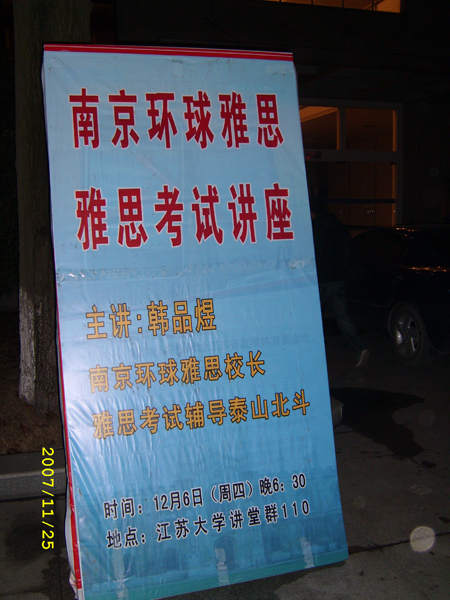 南京环球雅思
雅思考试讲座
主讲:韩品煜
南京环球雅思校长
雅思考试辅导泰山北斗
时间：12月6日（周四）晚6：30
地点：江苏大学讲堂群110
2007/11/25